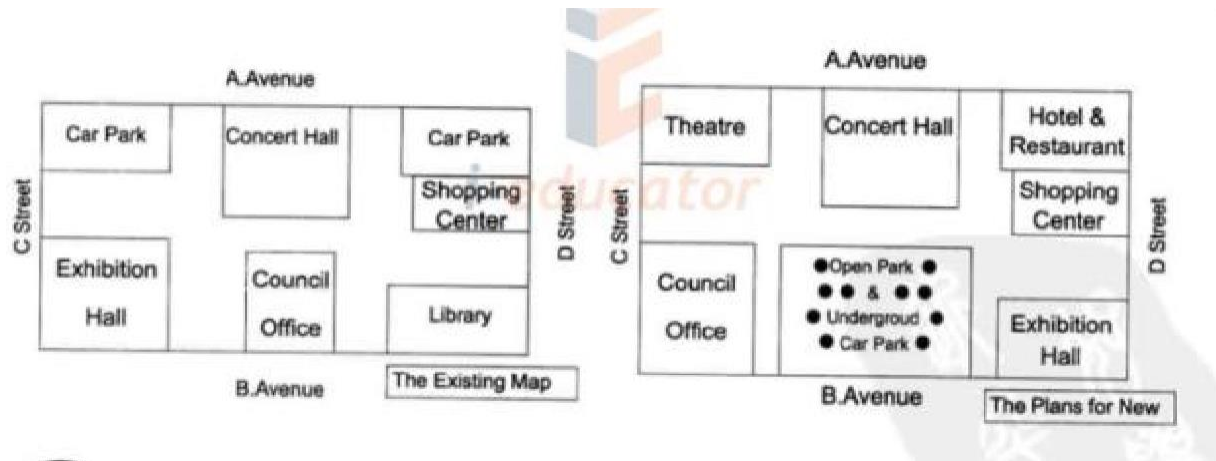 A.Avenue
Car Park
Concert Hall
Car Park
Shopping
Center
C Street
D Street
Exhibition
Hall
Council
Office
Library
B.Avenue
The Existing Map
A.Avenue
Theatre
Concert Hall
Hotel &
Restaurant
Shopping
Center
C Street
D Street
Council
Office
Open Park
&
Undergroud
Car Park
Exhibition
Hall
B.Avenue
The Plans for New
educator